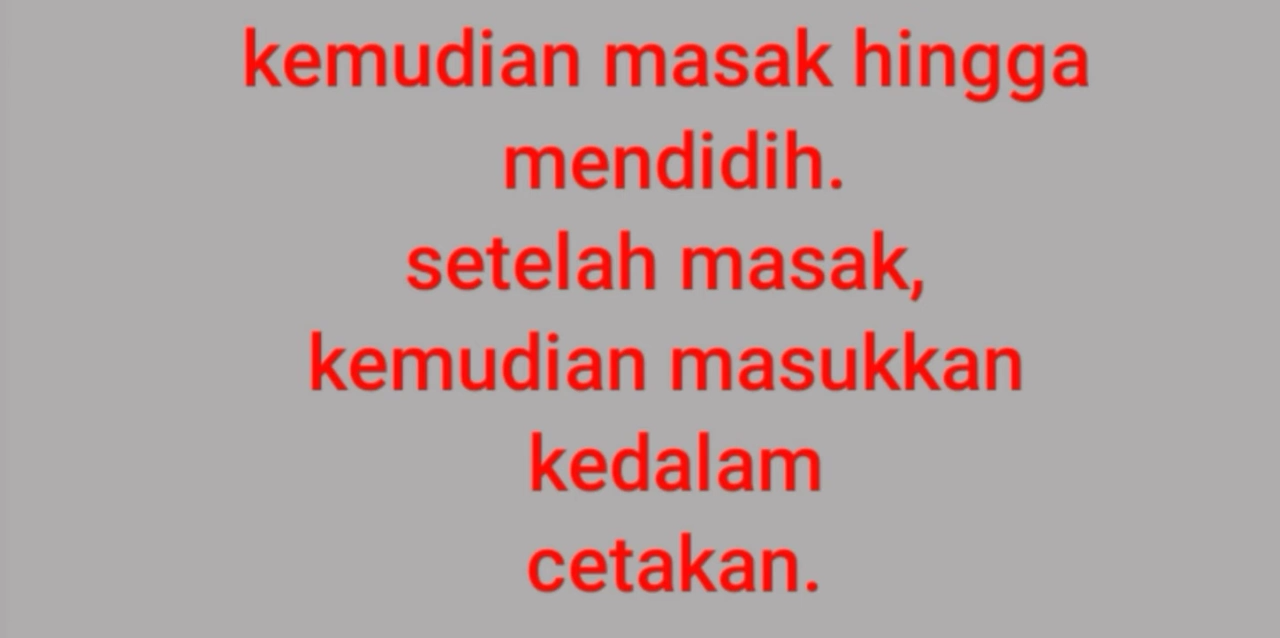 kemudian masak hingga
mendidih.
setelah masak,
kemudian masukkan
kedalam
cetakan.